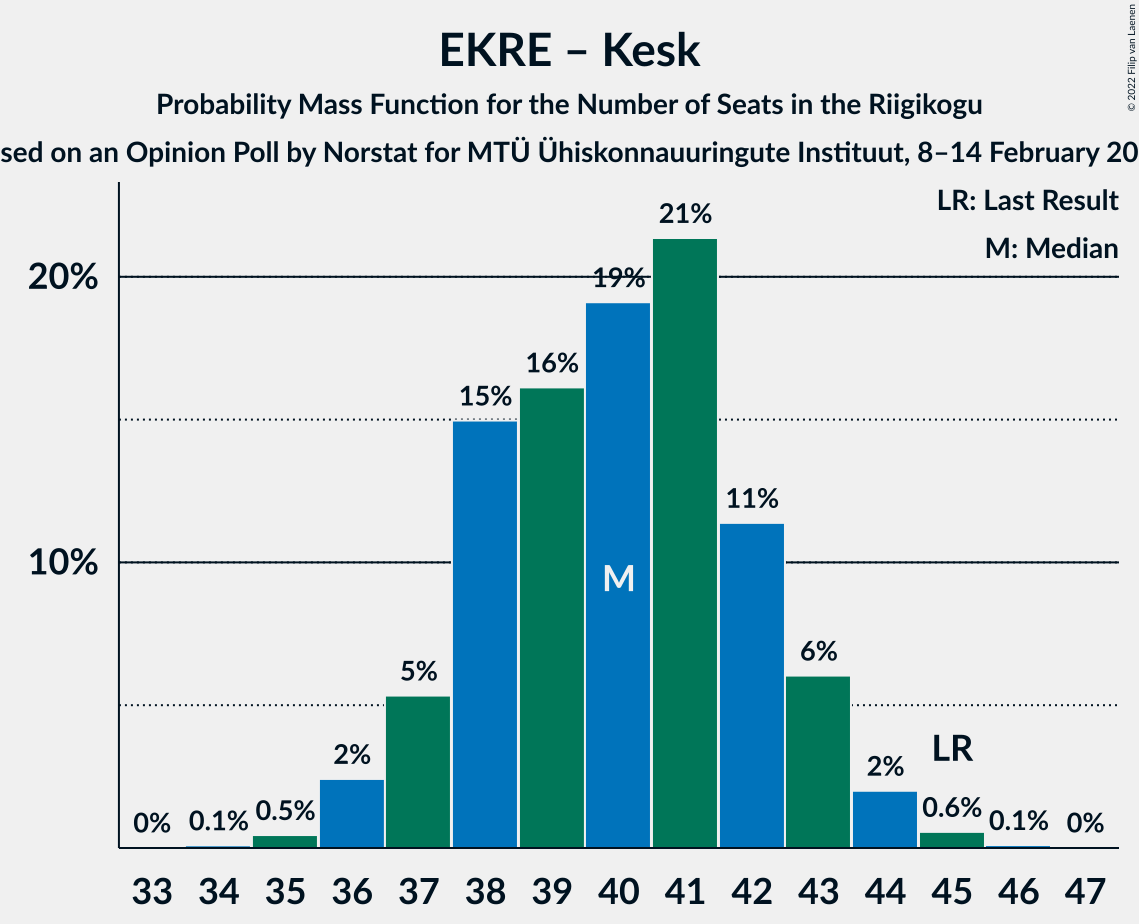 EKRE – Kesk
Probability Mass Function for the Number of Seats in the Riigikogu
sed on an Opinion Poll by Norstat for MTÜ Ühiskonnauuringute Instituut, 8–14 February 20
© 2022 Filip van Laenen
LR: Last Result
M: Median
20%
10%
0%
0.1%
0.5%
2%
5%
15%
16%
19%
21%
11%
6%
2%
0.6%
0.1%
0%
M
LR
33 34 35 36 37 38 39 40 41 42 43 44 45 46 47